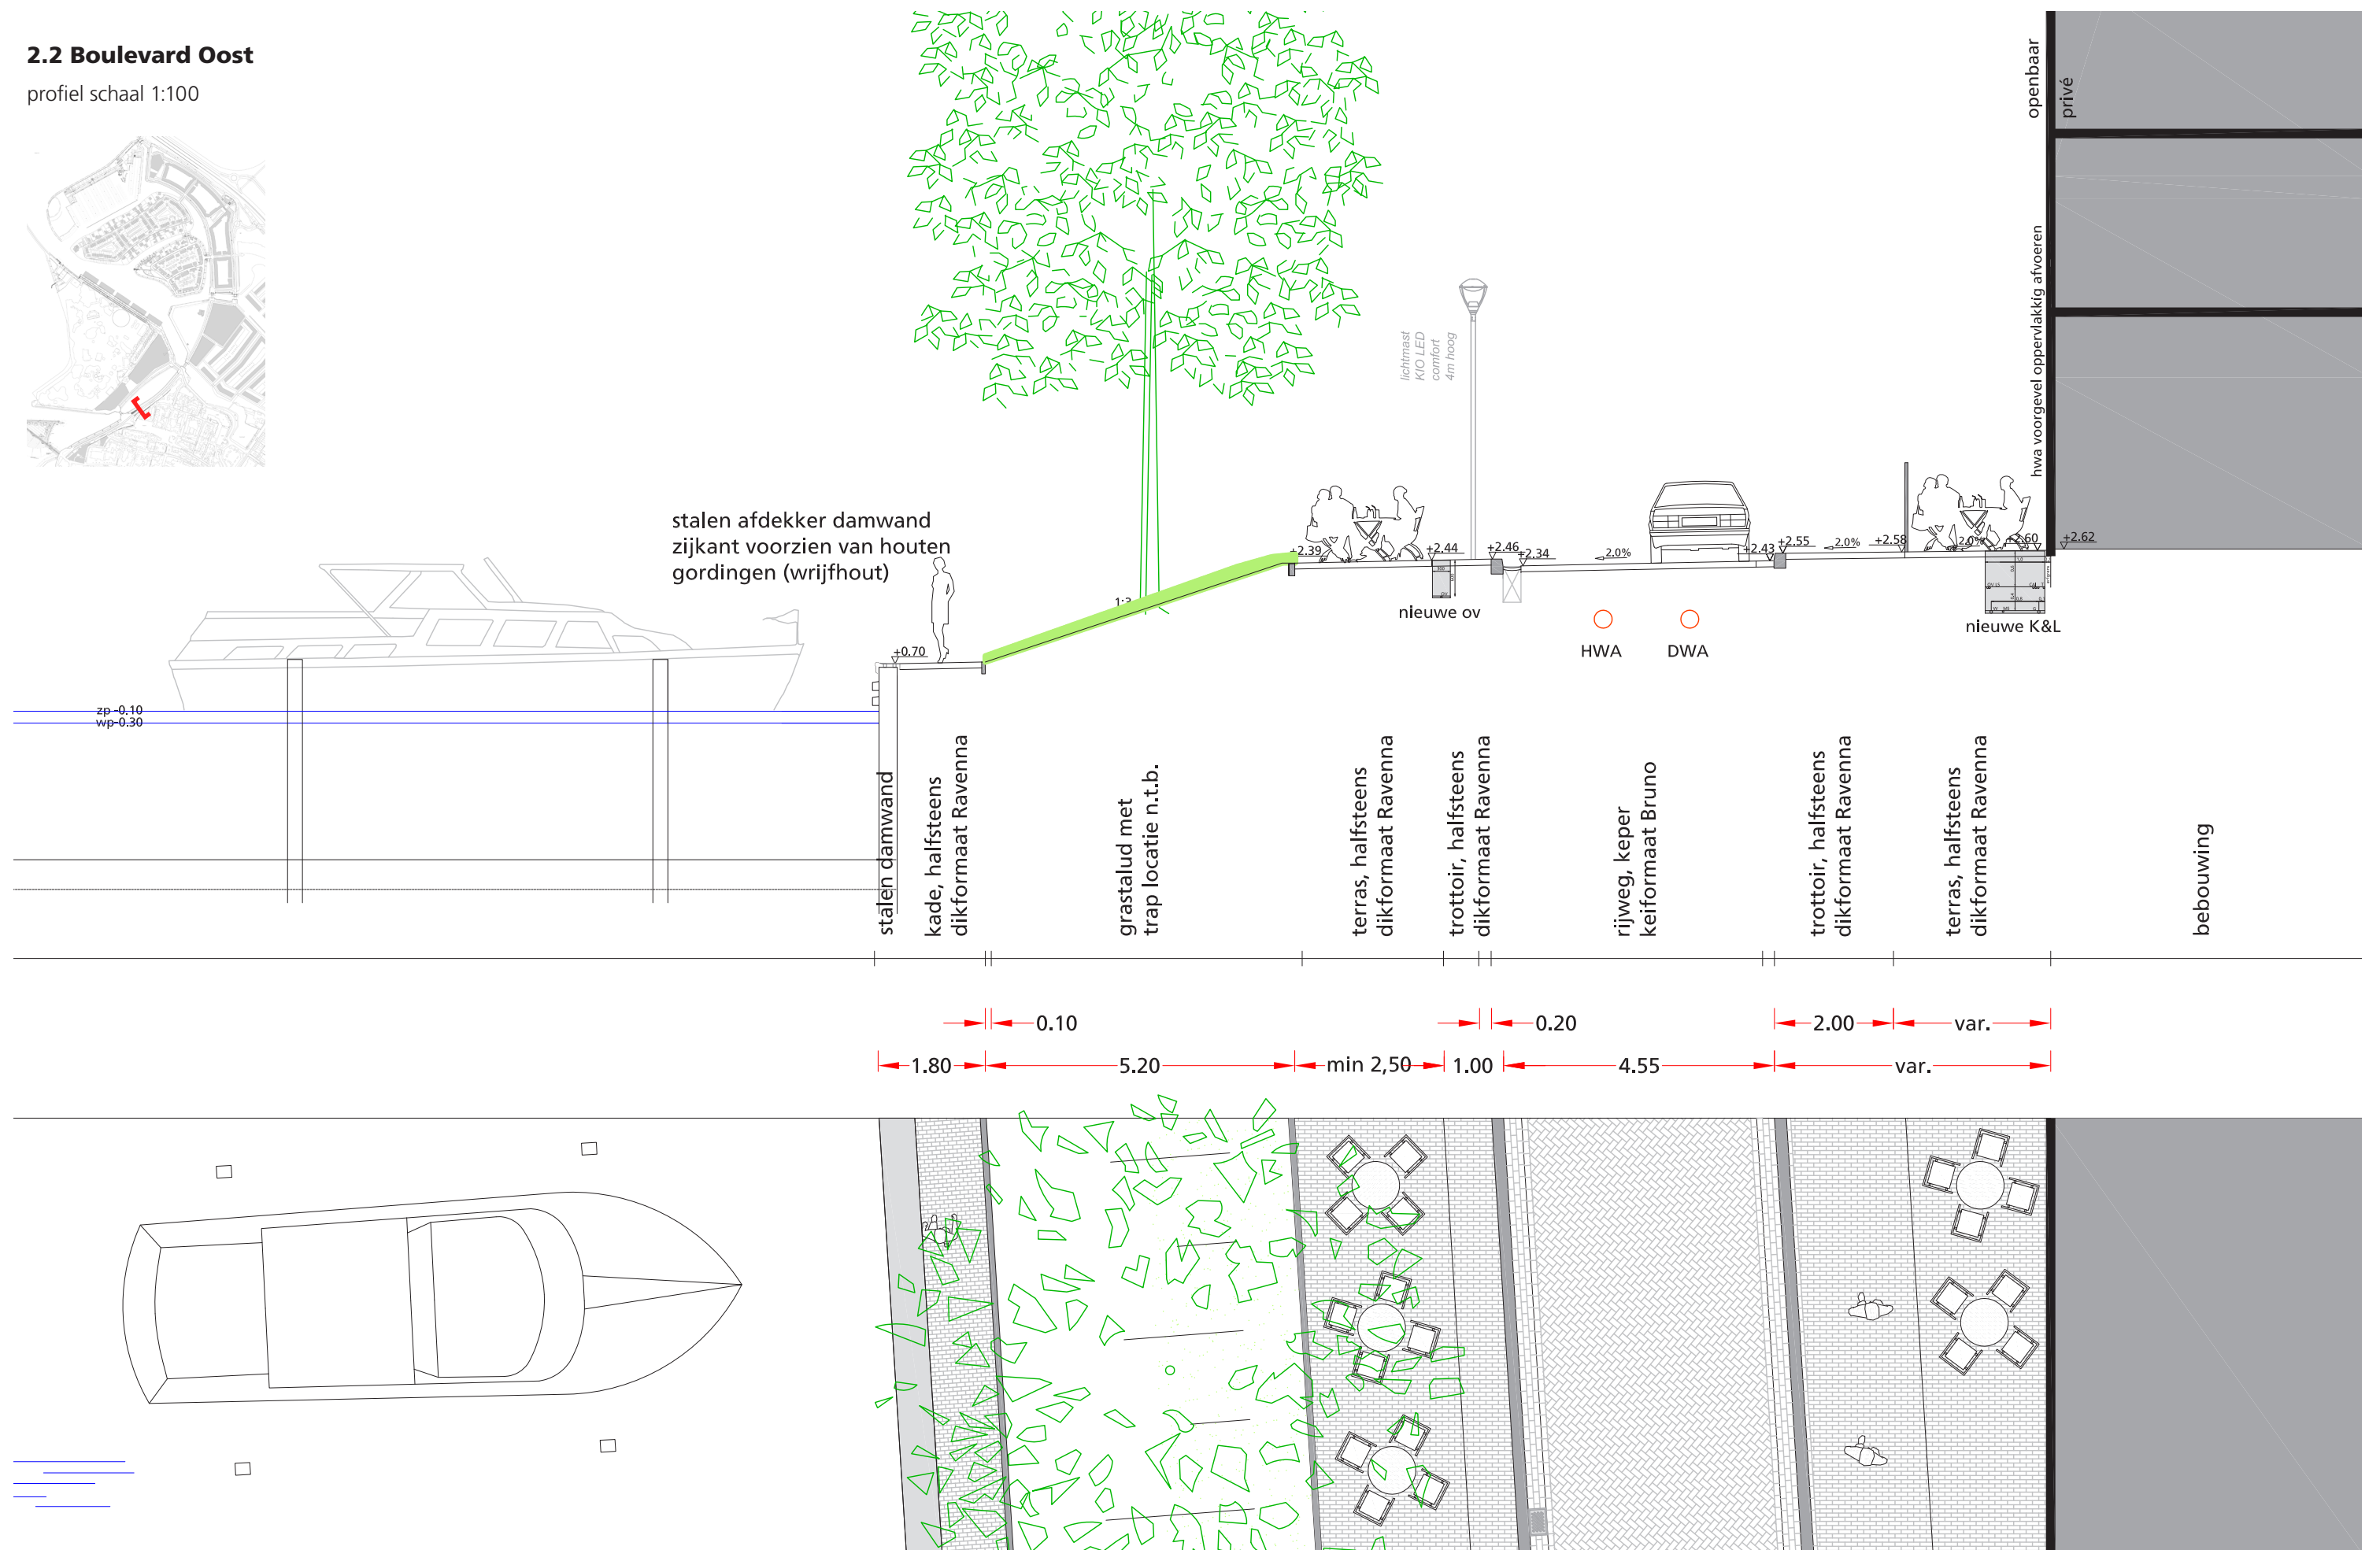 2.2 Boulevard Oost
profiel schaal 1:100
openbaar
privé
hwa voorgevel oppervlakkig afvoeren
lichtmast
KIO LED
comfort
4m hoog
stalen afdekker damwand
zijkant voorzien van houten
gordingen (wrijfhout)
+2.39
+2.44
+2.46
+2.34
2,0%
+2.43
+2.55
2,0%
+2.58
2,0%
+2.60
+2.62
nieuwe ov
nieuwe K&L
HWA
DWA
+0.70
zp -0.10
wp-0.30
stalen damwand
kade, halfsteens
dikformaat Ravenna
grastalud met
trap locatie n.t.b.
terras, halfsteens
dikformaat Ravenna
trottoir, halfsteens
dikformaat Ravenna
rijweg, keper
keiformaat Bruno
trottoir, halfsteens
dikformaat Ravenna
terras, halfsteens
dikformaat Ravenna
bebouwing
0.10
0.20
2.00
var.
1.80
5.20
min 2,50
1.00
4.55
var.